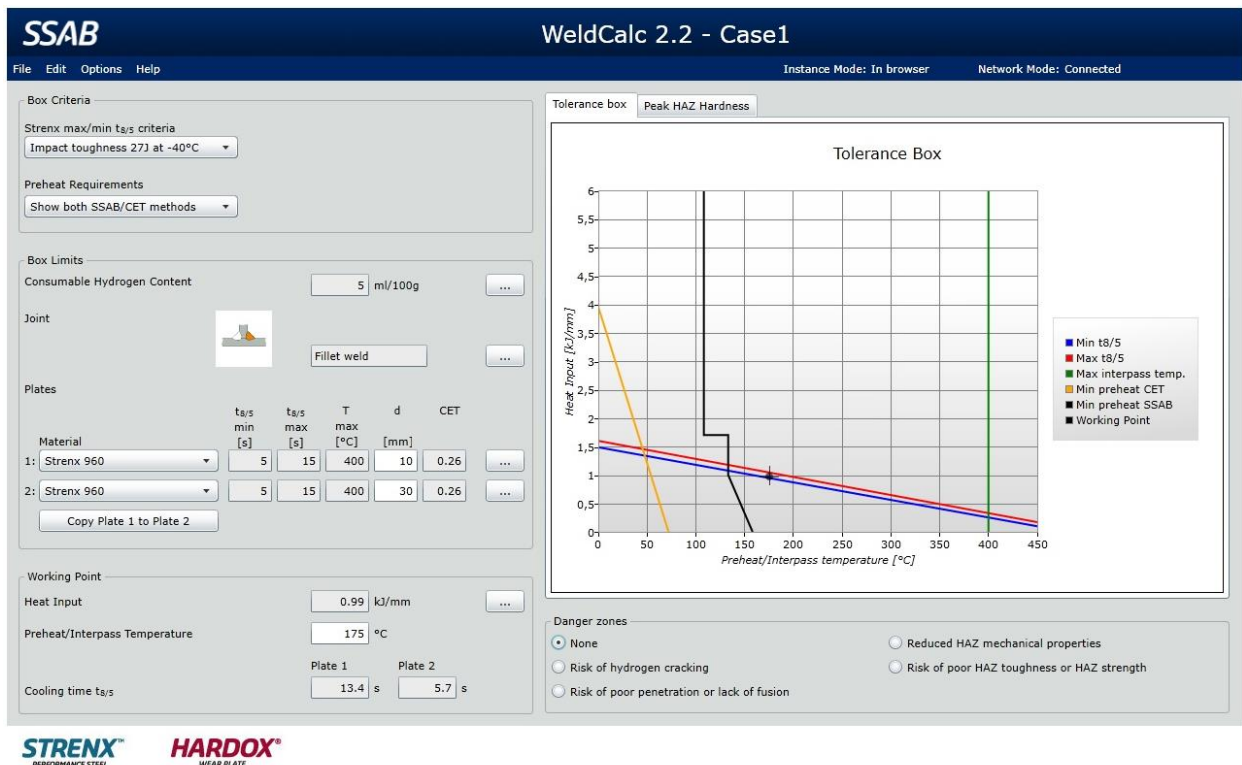 SSAB
WeldCalc 2.2 - Case1
File Edit Options Help
Instance Mode: In browser
Network Mode: Connected
Box Criteria
Strenx max/min t8/5 criteria
Impact toughness 27J at -40°C
Preheat Requirements
Show both SSAB/CET methods
Box Limits
Consumable Hydrogen Content 5 ml/100g ...
Joint
Fillet weld ...
Plates
t8/5 t8/5 T d CET
min max max
Material [s] [s] [°C] [mm]
1: Strenx 960 5 15 400 10 0.26 ...
2: Strenx 960 5 15 400 30 0.26 ...
Copy Plate 1 to Plate 2
Working Point
Heat Input 0.99 kJ/mm ...
Preheat/Interpass Temperature 175 °C
Plate 1 Plate 2
Cooling time t8/5 13.4 s 5.7 s
Tolerance box Peak HAZ Hardness
Tolerance Box
6
5,5
5
4,5
4
3,5
3
2,5
2
1,5
1
0,5
0
Heat Input [kJ/mm]
0 50 100 150 200 250 300 350 400 450
Preheat/Interpass temperature [°C]
Min t8/5
Max t8/5
Max interpass temp.
Min preheat CET
Min preheat SSAB
Working Point
Danger zones
None
Risk of hydrogen cracking
Risk of poor penetration or lack of fusion
Reduced HAZ mechanical properties
Risk of poor HAZ toughness or HAZ strength
STRENX™
PERFORMANCE STEEL
HARDOX®
WEAR PLATE